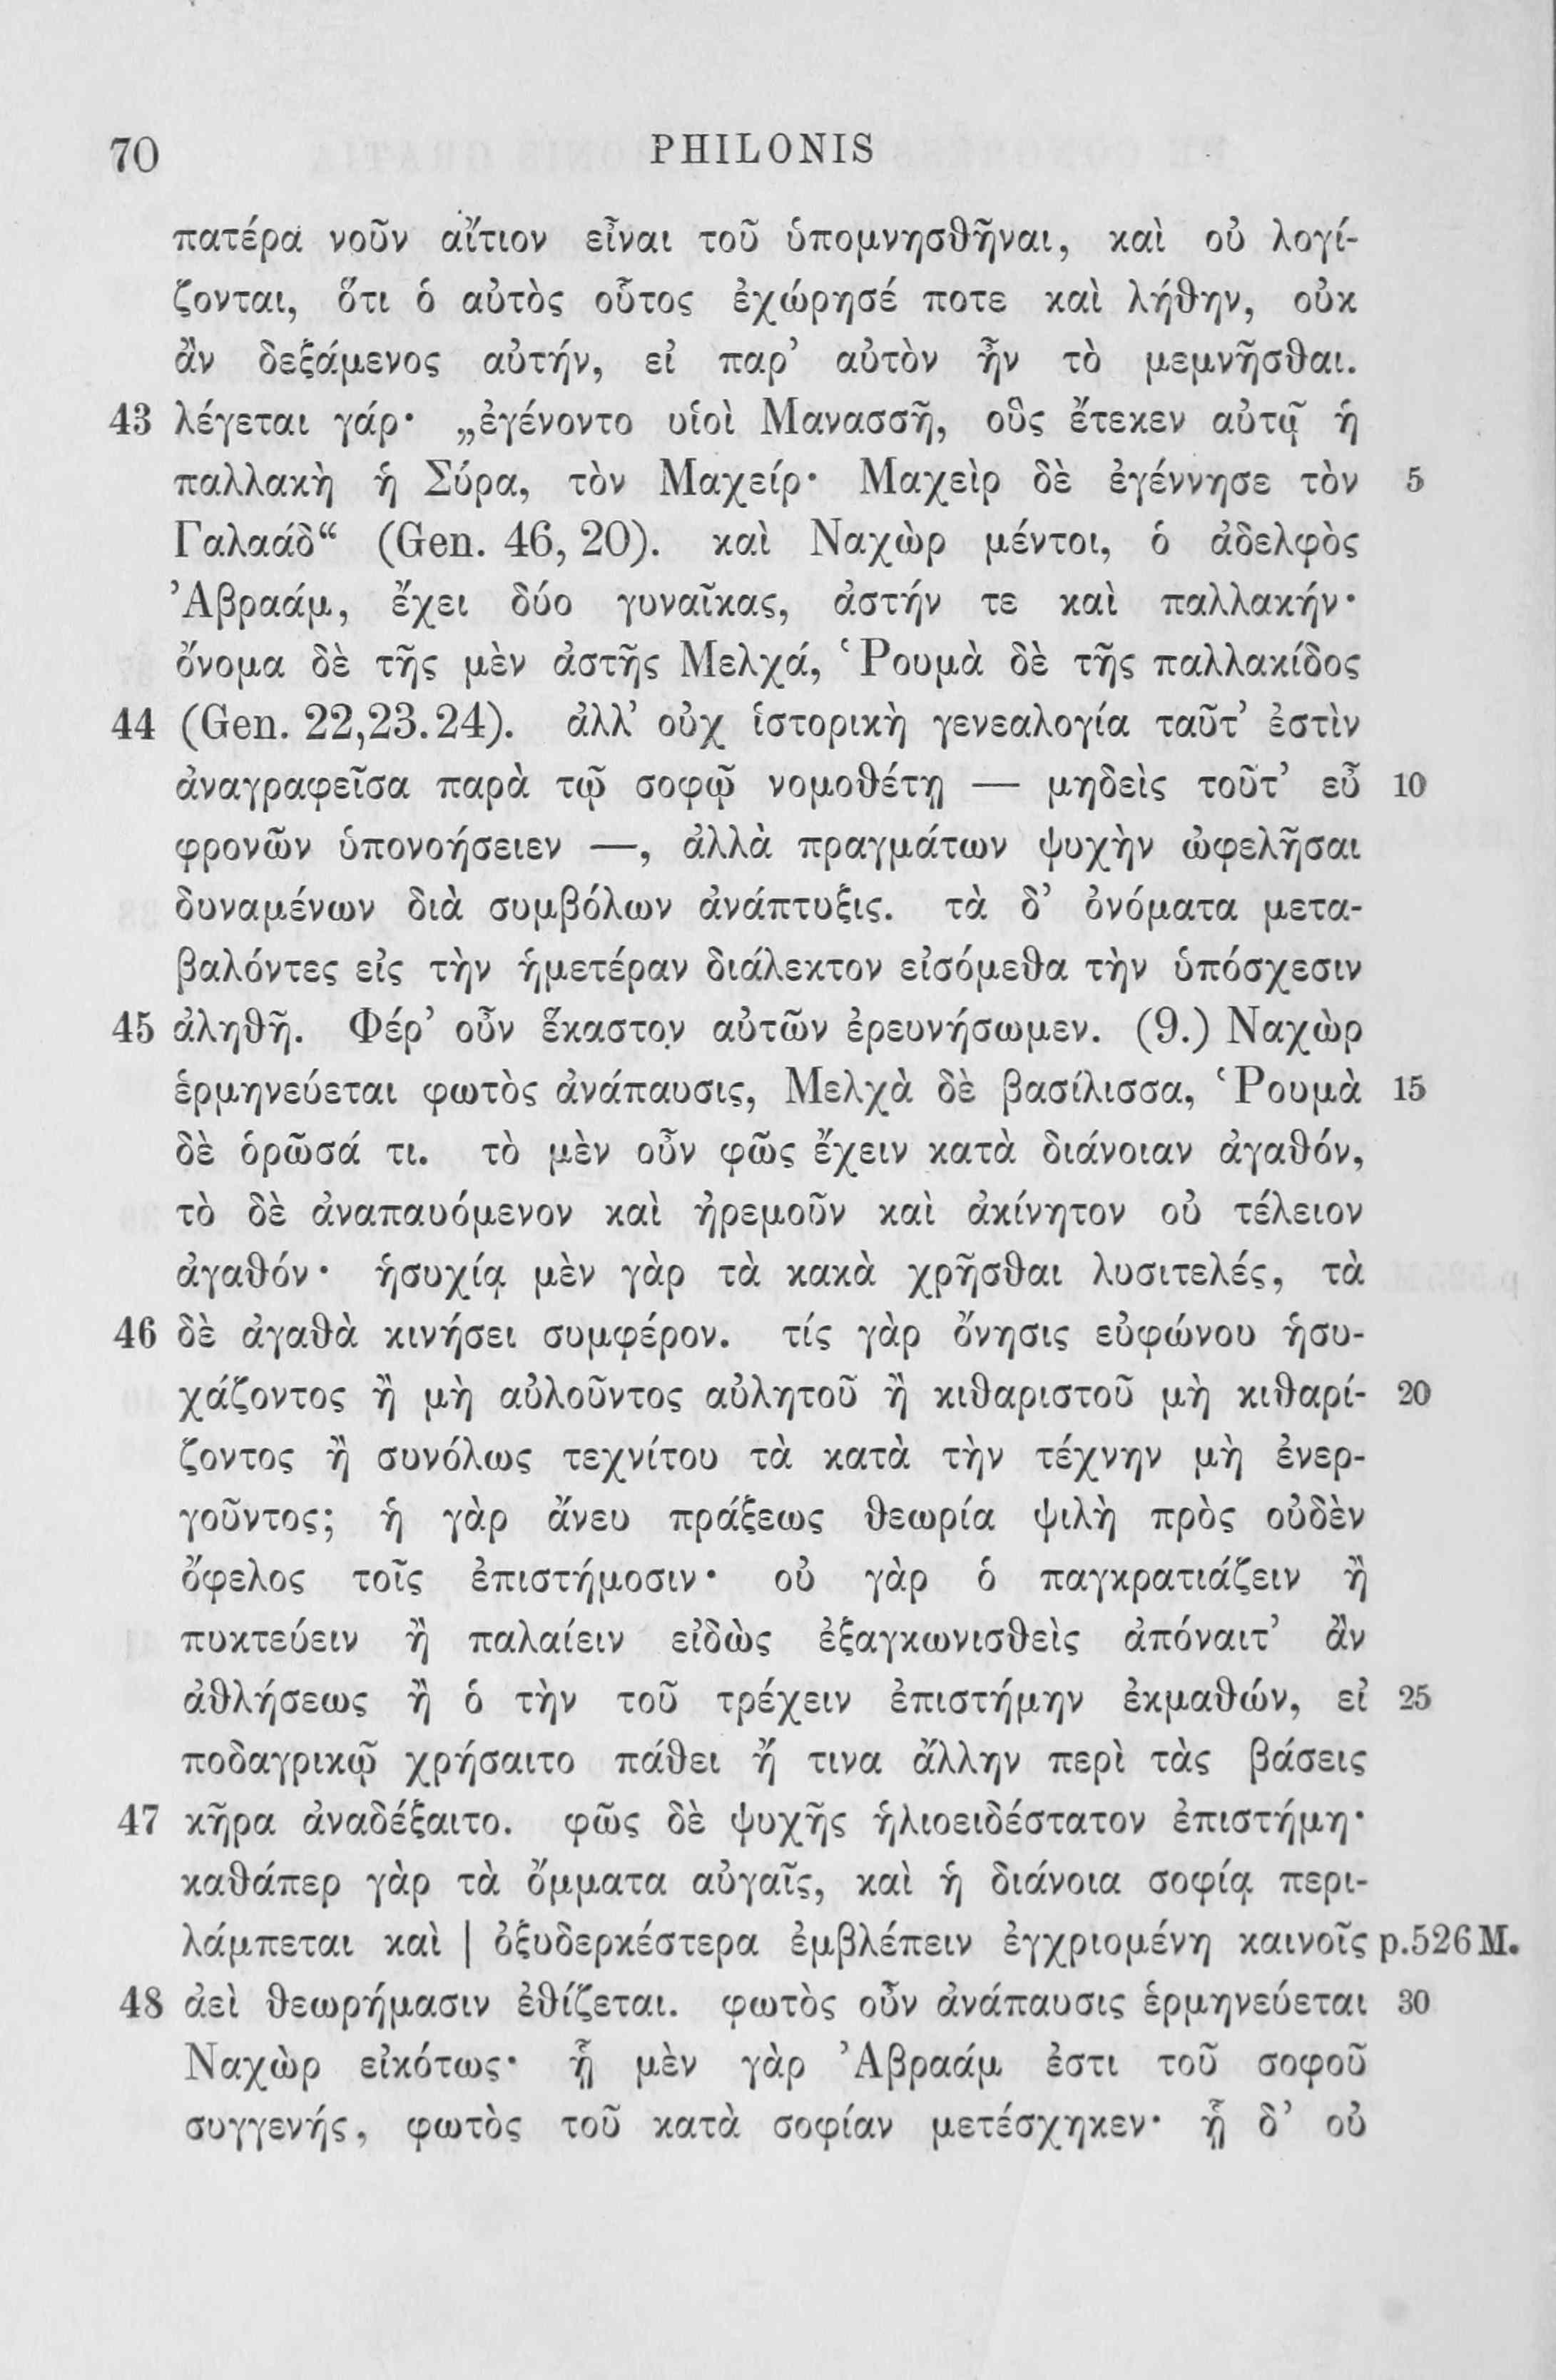 70 PHILONIS
πατέρα νοῦν αἴτιον εἶναι τοῦ ὑπομνησθῆναι, καὶ οὐ λογί-
ζονται, ὅτι ὁ αὐτὸς οὗτος ἐχώρησέ ποτε καὶ λήθην, οὐκ
ἂν δεξάμενος αὐτήν, εἰ παρ’ αὐτὸν ἦν τὸ μεμνῆσθαι.
43 λέγεται γάρ· „ἐγένοντο υἱοὶ Μανασσῆ, οὓς ἔτεκεν αὐτῷ ἡ
παλλακὴ ἡ Σύρα, τὸν Μαχείρ· Μαχεὶρ δὲ ἐγέννησε τὸν 5
Γαλαάδ“ (Gen. 46, 20). καὶ Ναχὼρ μέντοι, ὁ ἀδελφὸς
Ἀβραάμ, ἔχει δύο γυναῖκας, ἀστήν τε καὶ παλλακήν·
ὄνομα δὲ τῆς μὲν ἀστῆς Μελχά, Ῥουμὰ δὲ τῆς παλλακίδος
44 (Gen. 22,23.24). ἀλλ’ οὐχ ἱστορικὴ γενεαλογία ταῦτ’ ἐστὶν
ἀναγραφεῖσα παρὰ τῷ σοφῷ νομοθέτῃ — μηδεὶς τοῦτ’ εὖ 10
φρονῶν ὑπονοήσειεν —, ἀλλὰ πραγμάτων ψυχὴν ὠφελῆσαι
δυναμένων διὰ συμβόλων ἀνάπτυξις. τὰ δ’ ὀνόματα μετα-
βαλόντες εἰς τὴν ἡμετέραν διάλεκτον εἰσόμεθα τὴν ὑπόσχεσιν
45 ἀληθῆ. Φέρ’ οὖν ἕκαστον αὐτῶν ἐρευνήσωμεν. (9.) Ναχὼρ
ἑρμηνεύεται φωτὸς ἀνάπαυσις, Μελχὰ δὲ βασίλισσα, Ῥουμὰ 15
δὲ ὁρῶσά τι. τὸ μὲν οὖν φῶς ἔχειν κατὰ διάνοιαν ἀγαθόν,
τὸ δὲ ἀναπαυόμενον καὶ ἠρεμοῦν καὶ ἀκίνητον οὐ τέλειον
ἀγαθόν· ἡσυχίᾳ μὲν γὰρ τὰ κακὰ χρῆσθαι λυσιτελές, τὰ
46 δὲ ἀγαθὰ κινήσει συμφέρον. τίς γὰρ ὄνησις εὐφώνου ἡσυ-
χάζοντος ἢ μὴ αὐλοῦντος αὐλητοῦ ἢ κιθαριστοῦ μὴ κιθαρί- 20
ζοντος ἢ συνόλως τεχνίτου τὰ κατὰ τὴν τέχνην μὴ ἐνερ-
γοῦντος; ἡ γὰρ ἄνευ πράξεως θεωρία ψιλὴ πρὸς οὐδὲν
ὄφελος τοῖς ἐπιστήμοσιν· οὐ γὰρ ὁ παγκρατιάζειν ἢ
πυκτεύειν ἢ παλαίειν εἰδὼς ἐξαγκωνισθεὶς ἀπόναιτ’ ἂν
ἀθλήσεως ἢ ὁ τὴν τοῦ τρέχειν ἐπιστήμην ἐκμαθών, εἰ 25
ποδαγρικῷ χρήσαιτο πάθει ἤ τινα ἄλλην περὶ τὰς βάσεις
47 κῆρα ἀναδέξαιτο. φῶς δὲ ψυχῆς ἡλιοειδέστατον ἐπιστήμη·
καθάπερ γὰρ τὰ ὄμματα αὐγαῖς, καὶ ἡ διάνοια σοφίᾳ περι-
λάμπεται καὶ | ὀξυδερκέστερα ἐμβλέπειν ἐγχριομένη καινοῖς p.526 M.
48 ἀεὶ θεωρήμασιν ἐθίζεται. φωτὸς οὖν ἀνάπαυσις ἑρμηνεύεται 30
Ναχὼρ εἰκότως· ᾗ μὲν γὰρ Ἀβραάμ ἐστι τοῦ σοφοῦ
συγγενής, φωτὸς τοῦ κατὰ σοφίαν μετέσχηκεν· ᾗ δ’ οὐ